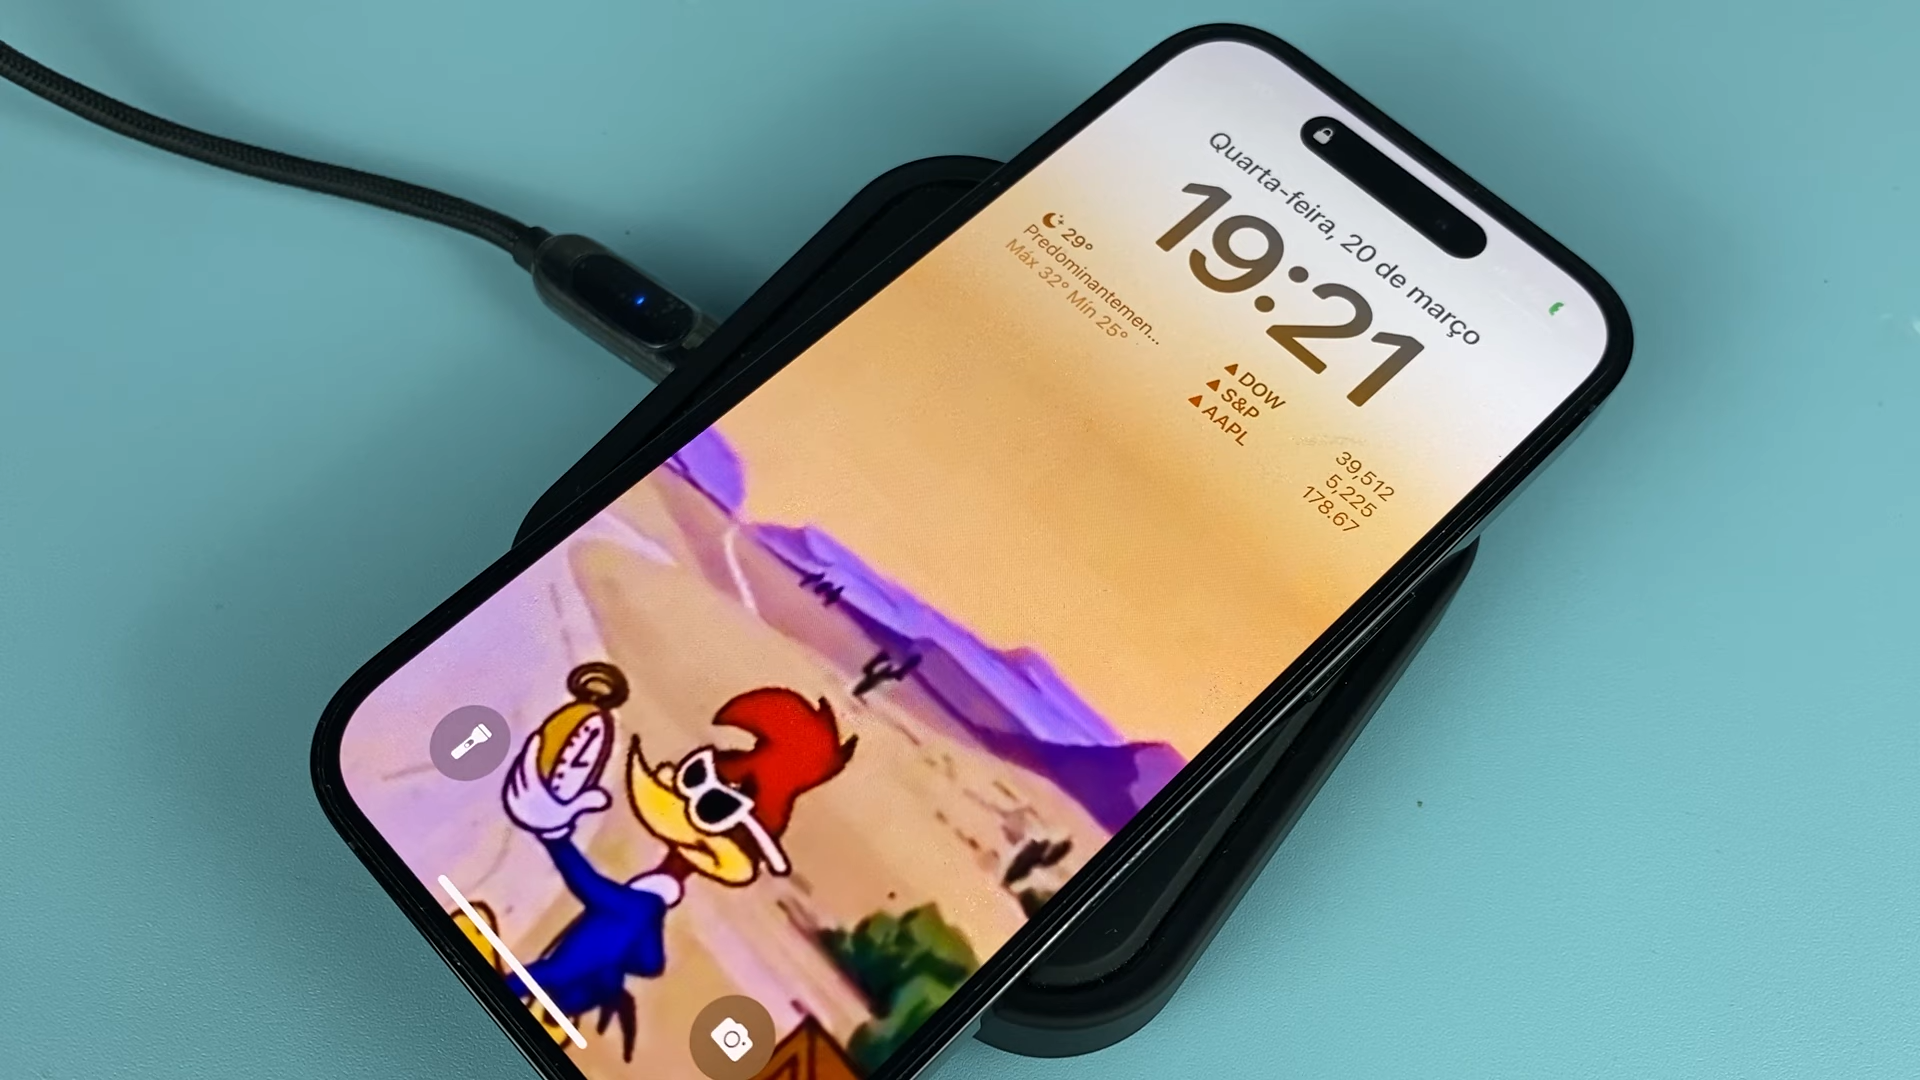 Quarta-feira, 20 de março
19:21
29°
Predominantemen...
Máx 32° Mín 25°
▲DOW 39,512
▲S&P 5,225
▲AAPL 178.67